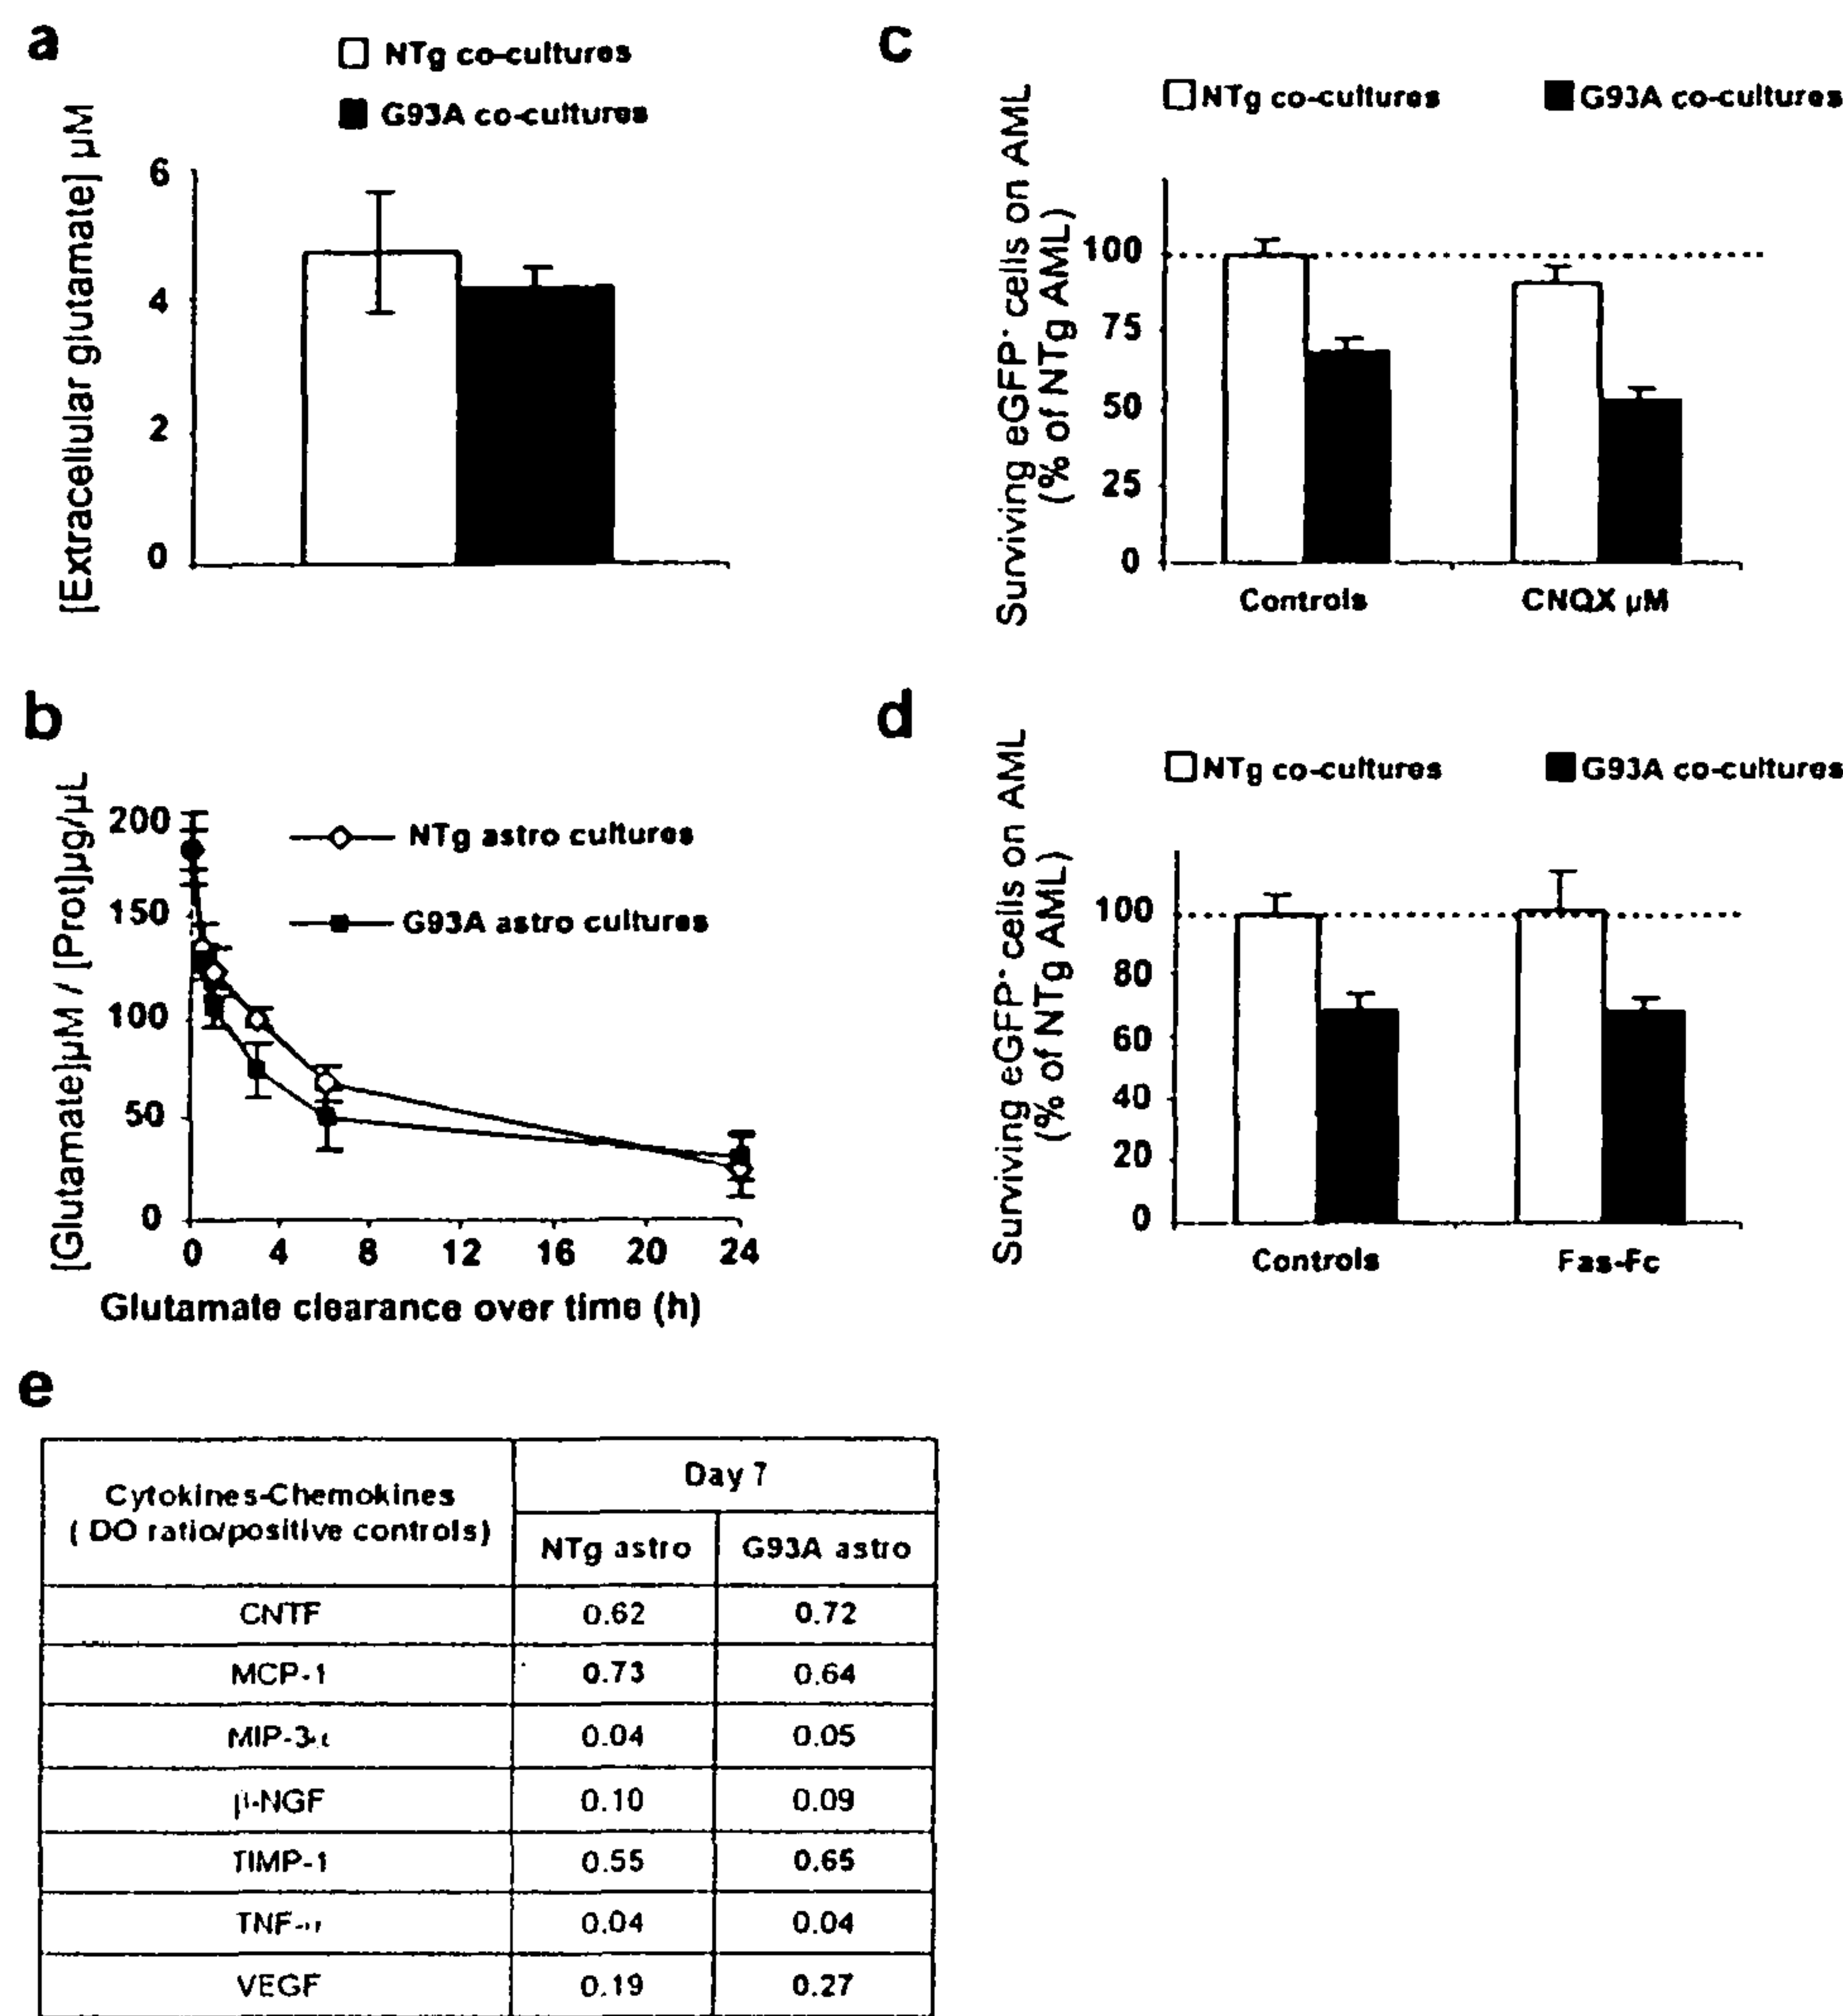 a
NTg co-cultures
G93A co-cultures
[Extracellular glutamate] µM
6
4
2
0
c
NTg co-cultures
G93A co-cultures
Surviving eGFP⁺ cells on AML
(% of NTg AML)
100
75
50
25
0
Controls
CNQX µM
b
[Glutamate]µM / [Prot]µg/µL
200
150
100
50
0
NTg astro cultures
G93A astro cultures
0 4 8 12 16 20 24
Glutamate clearance over time (h)
d
NTg co-cultures
G93A co-cultures
Surviving eGFP⁺ cells on AML
(% of NTg AML)
100
80
60
40
20
0
Controls
Fas-Fc
e
Cytokines-Chemokines
( DO ratio/positive controls)
Day 7
NTg astro G93A astro
CNTF 0.62 0.72
MCP-1 0.73 0.64
MIP-3α 0.04 0.05
β-NGF 0.10 0.09
TIMP-1 0.55 0.65
TNF-α 0.04 0.04
VEGF 0.19 0.27